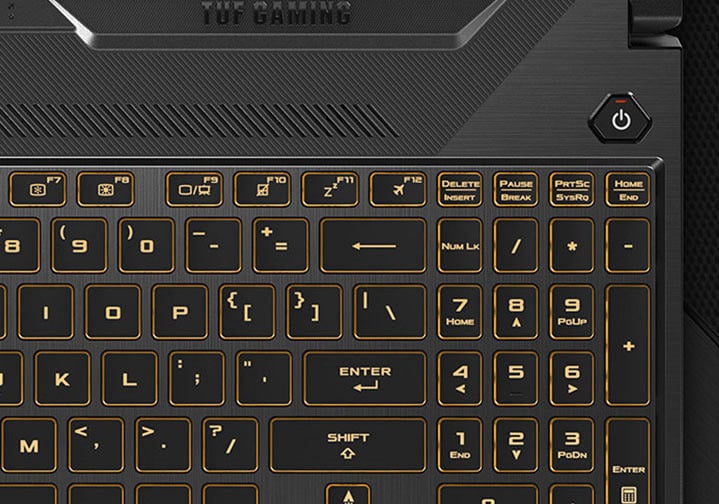 TUF GAMING
F7 F8 F9 F10 F11 F12 DELETE INSERT PAUSE BREAK PRTSC SYSRQ HOME END
8 ( 9 ) 0 _ - + = NUM LK / * -
I O P { [ } ] | \ 7 HOME 8 9 PGUP +
K L : ; " ' ENTER 4 5 6
M < , > . ? / SHIFT 1 END 2 3 PGDN ENTER